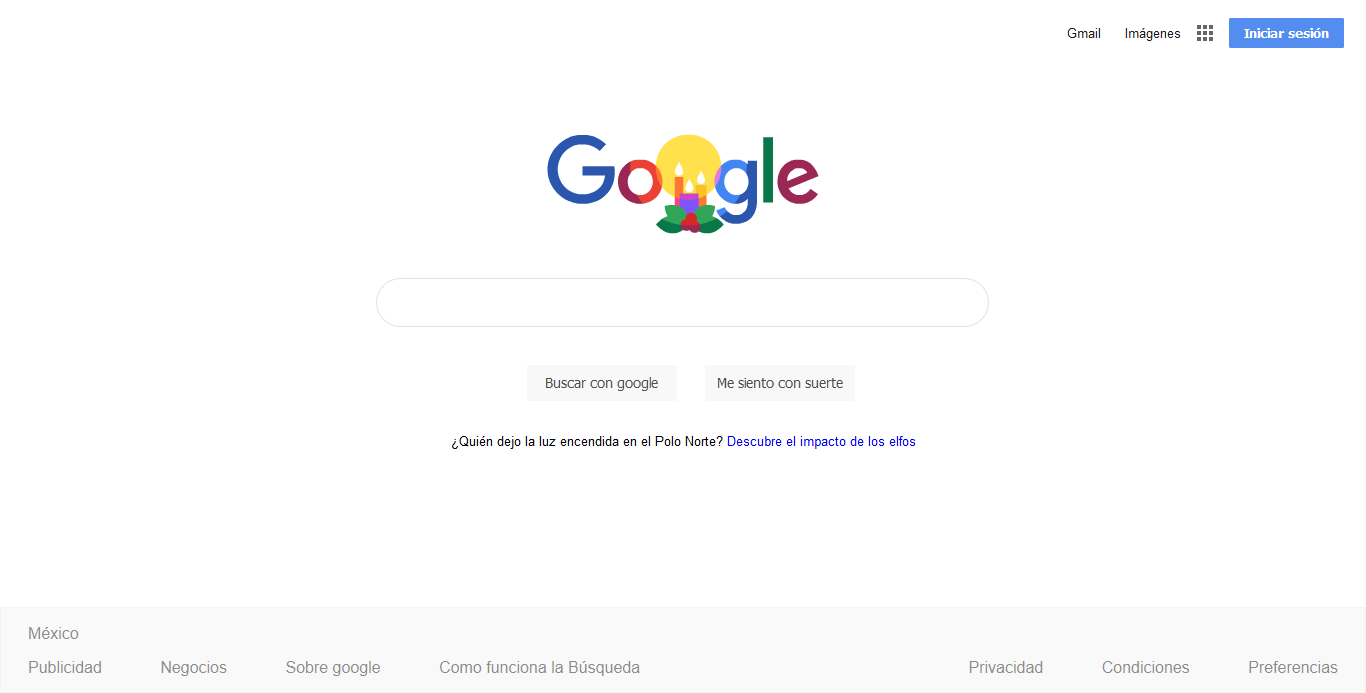 Gmail Imágenes Iniciar sesión
Google
Buscar con google Me siento con suerte
¿Quién dejo la luz encendida en el Polo Norte? Descubre el impacto de los elfos
México
Publicidad Negocios Sobre google Como funciona la Búsqueda Privacidad Condiciones Preferencias